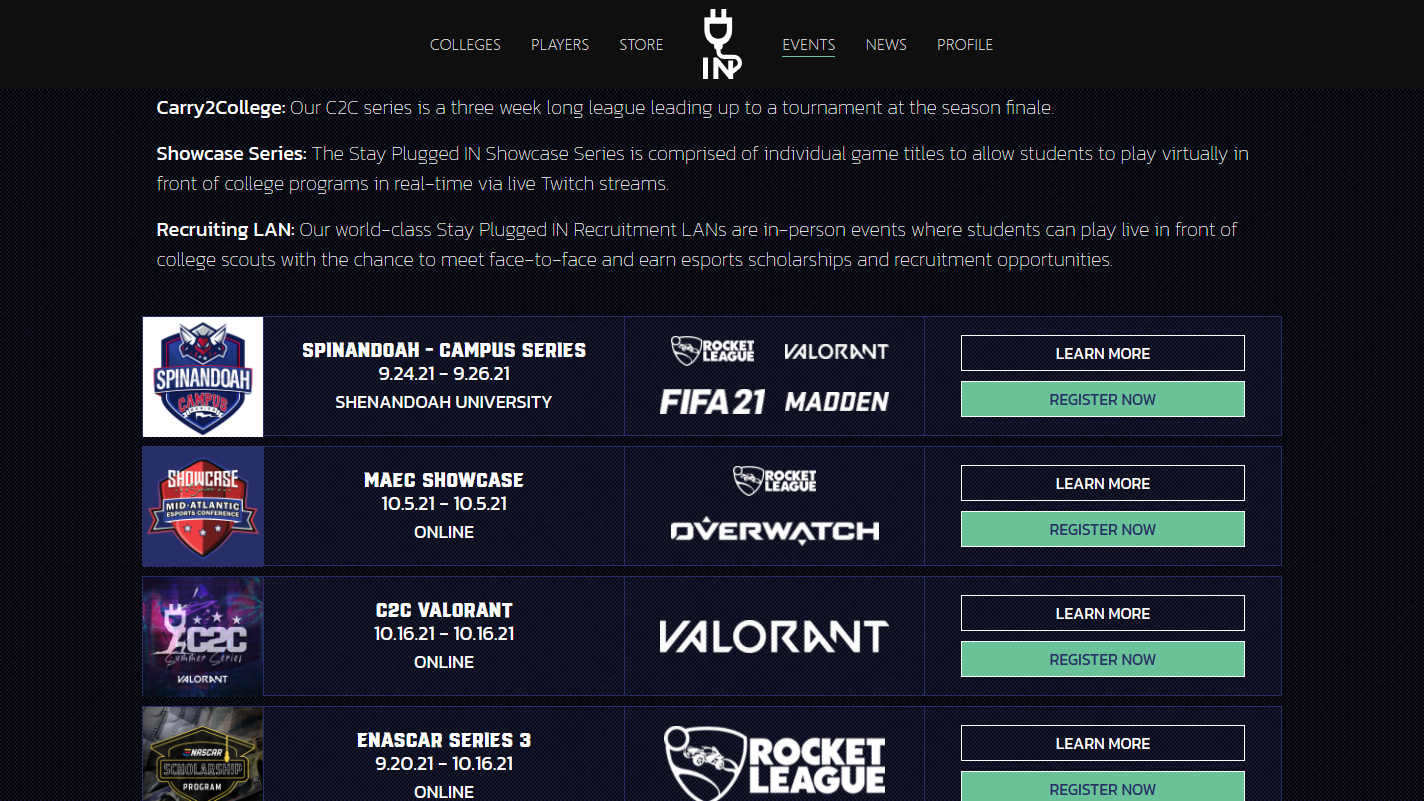 COLLEGES PLAYERS STORE IN EVENTS NEWS PROFILE
Carry2College: Our C2C series is a three week long league leading up to a tournament at the season finale.
Showcase Series: The Stay Plugged IN Showcase Series is comprised of individual game titles to allow students to play virtually in
front of college programs in real-time via live Twitch streams.
Recruiting LAN: Our world-class Stay Plugged IN Recruitment LANs are in-person events where students can play live in front of
college scouts with the chance to meet face-to-face and earn esports scholarships and recruitment opportunities.
SPINANDOAH
CAMPUS
SPINANDOAH - CAMPUS SERIES
9.24.21 - 9.26.21
SHENANDOAH UNIVERSITY
ROCKET LEAGUE
VALORANT
FIFA 21
MADDEN
LEARN MORE
REGISTER NOW
SHOWCASE
MID-ATLANTIC
ESPORTS CONFERENCE
MAEC SHOWCASE
10.5.21 - 10.5.21
ONLINE
ROCKET
LEAGUE
OVERWATCH
LEARN MORE
REGISTER NOW
C2C
Summer Series
VALORANT
C2C VALORANT
10.16.21 - 10.16.21
ONLINE
VALORANT
LEARN MORE
REGISTER NOW
ENASCAR
SCHOLARSHIP
PROGRAM
ENASCAR SERIES 3
9.20.21 - 10.16.21
ONLINE
ROCKET
LEAGUE
LEARN MORE
REGISTER NOW